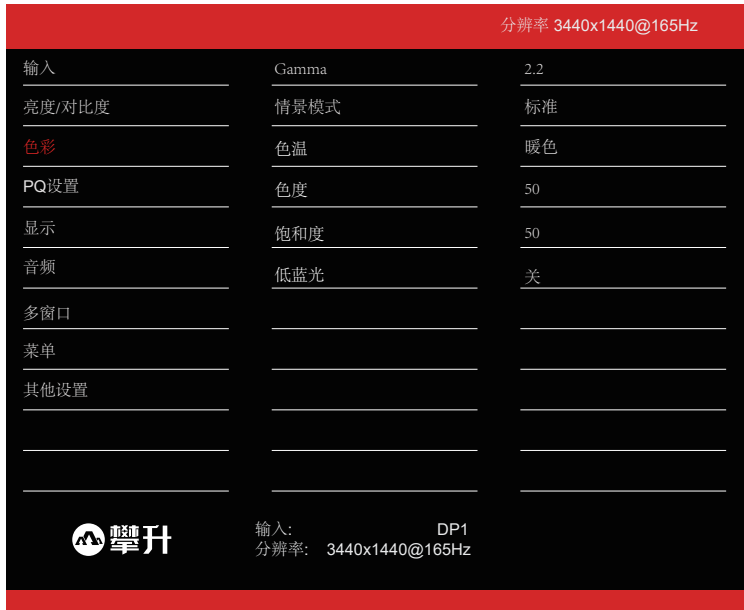 分辨率 3440x1440@165Hz
输入 Gamma 2.2
亮度/对比度 情景模式 标准
色彩 色温 暖色
PQ设置 色度 50
显示 饱和度 50
音频 低蓝光 关
多窗口
菜单
其他设置
攀升 输入: DP1
分辨率: 3440x1440@165Hz